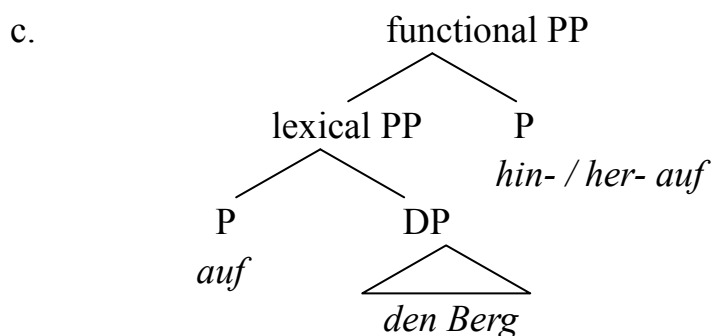 c. functional PP
lexical PP P
hin- / her- auf
P DP
auf
den Berg